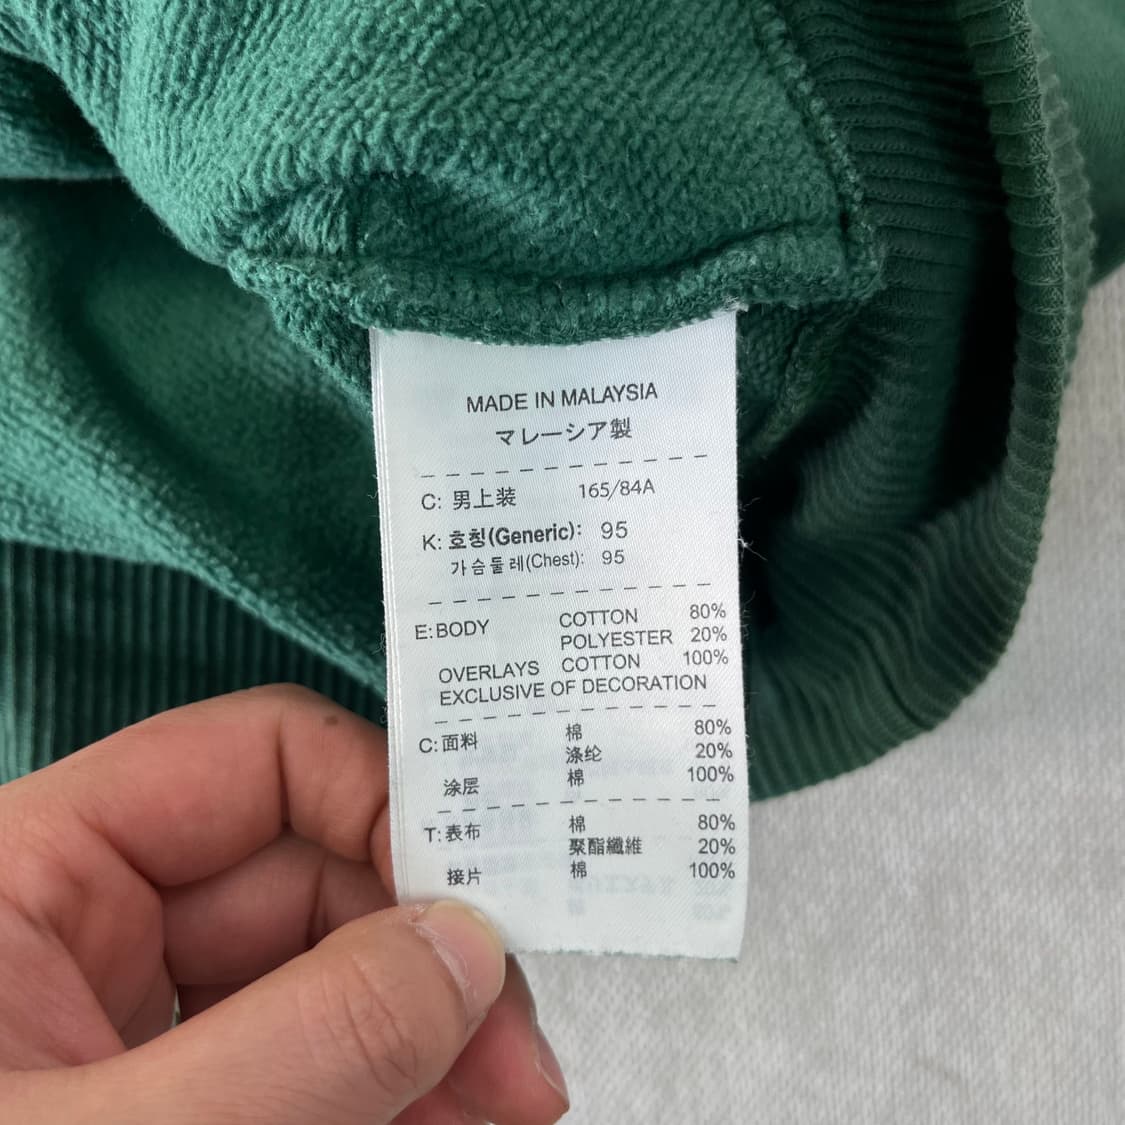 MADE IN MALAYSIA
マレーシア製
C: 男上装 165/84A
K: 호칭(Generic): 95
가슴둘레(Chest): 95
E: BODY COTTON 80%
POLYESTER 20%
OVERLAYS COTTON 100%
EXCLUSIVE OF DECORATION
C: 面料 棉 80%
涤纶 20%
涂层 棉 100%
T: 表布 棉 80%
聚酯纖維 20%
接片 棉 100%